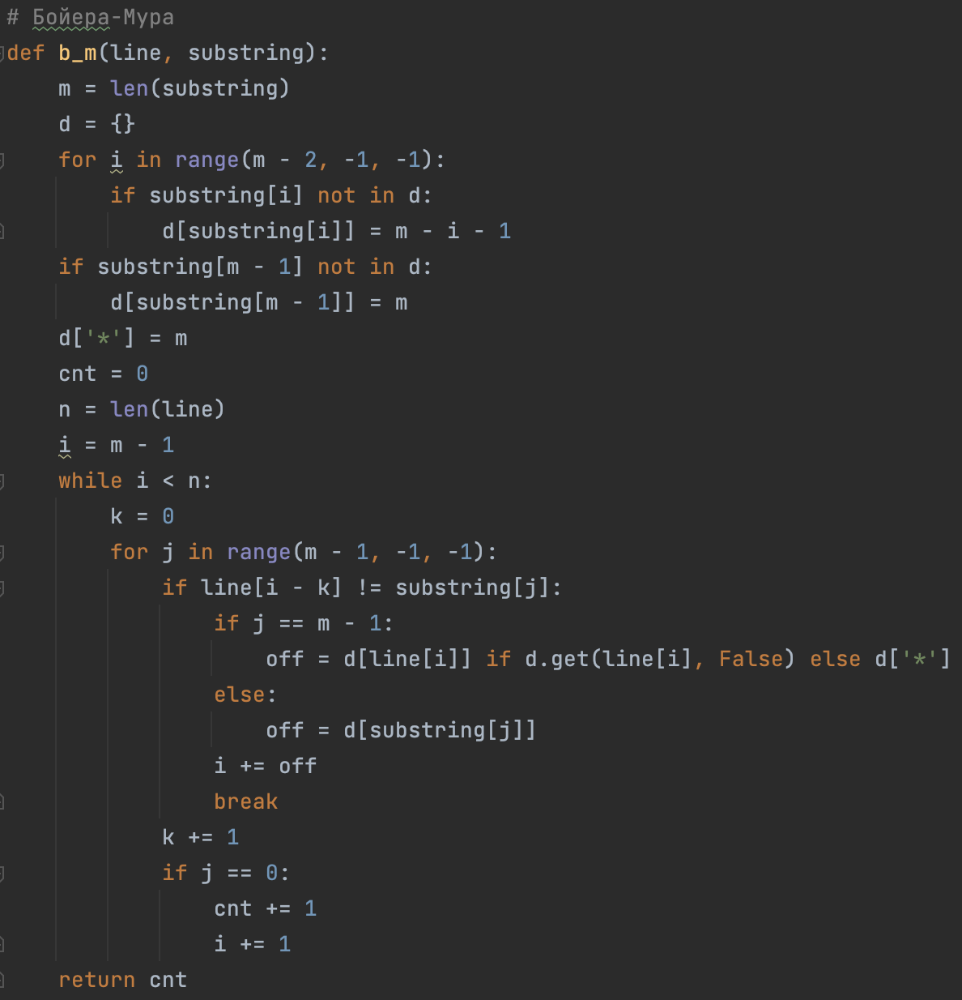 # Бойера-Мура
def b_m(line, substring):
    m = len(substring)
    d = {}
    for i in range(m - 2, -1, -1):
        if substring[i] not in d:
            d[substring[i]] = m - i - 1
    if substring[m - 1] not in d:
        d[substring[m - 1]] = m
    d['*'] = m
    cnt = 0
    n = len(line)
    i = m - 1
    while i < n:
        k = 0
        for j in range(m - 1, -1, -1):
            if line[i - k] != substring[j]:
                if j == m - 1:
                    off = d[line[i]] if d.get(line[i], False) else d['*']
                else:
                    off = d[substring[j]]
                i += off
                break
            k += 1
            if j == 0:
                cnt += 1
                i += 1
    return cnt